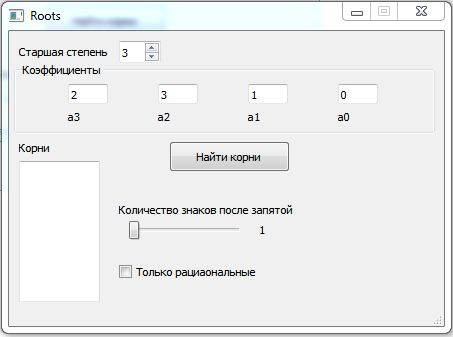 Roots
Старшая степень 3
Коэффициенты
2 3 1 0
a3 a2 a1 a0
Корни
Найти корни
Количество знаков после запятой
1
Только рациаональные